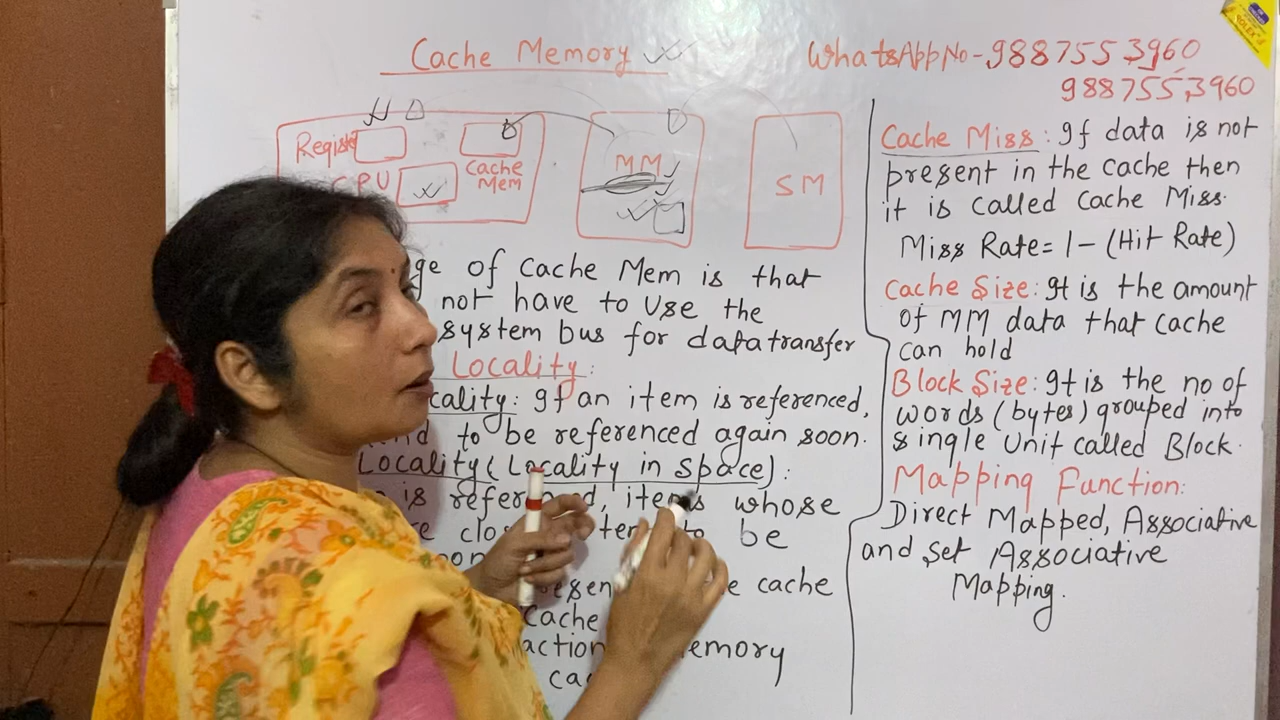 Cache Memory
WhatsApp No - 9887553960
9887553960
Register
CPU
Cache
Mem
MM
SM
of Cache Mem is that
not have to use the
system bus for data transfer
Locality:
If an item is referenced,
to be referenced again soon.
Locality (Locality in Space):
is referenced, items whose
be
cache
Cache
Cache Miss: If data is not
present in the cache then
it is called Cache Miss.
Miss Rate = 1 - (Hit Rate)
Cache Size: It is the amount
of MM data that cache
can hold
Block Size: It is the no of
words (bytes) grouped into
single Unit called Block.
Mapping Function:
Direct Mapped, Associative
and Set Associative
Mapping.